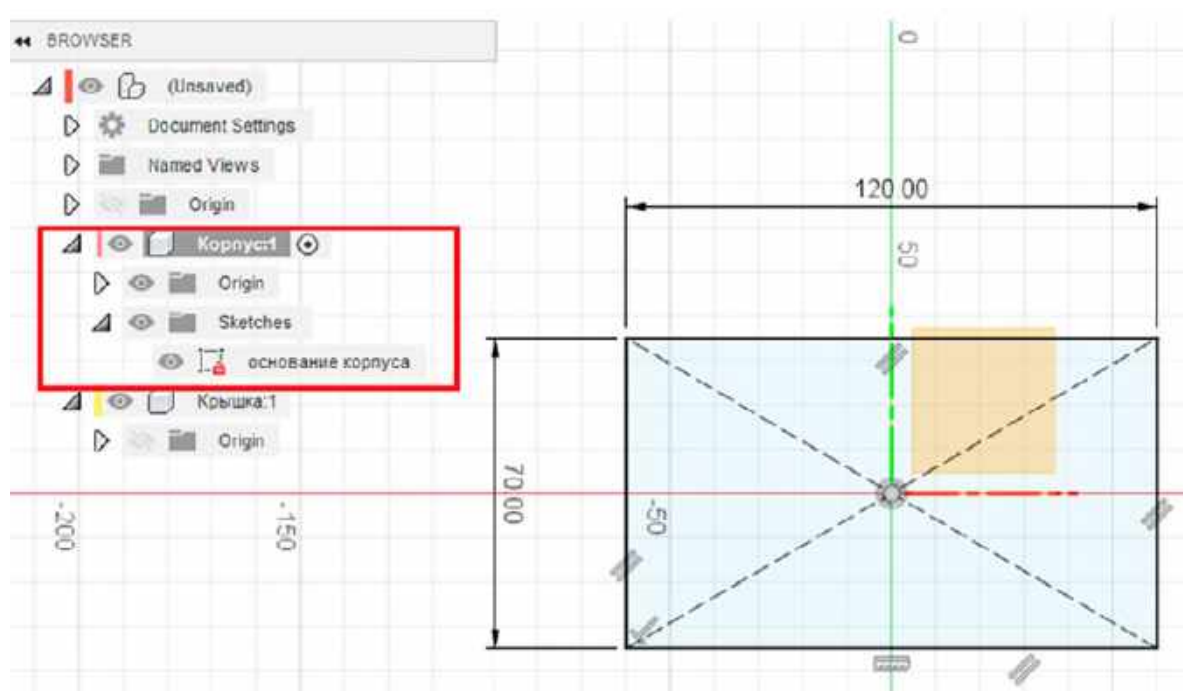 BROWSER
(Unsaved)
Document Settings
Named Views
Origin
Корпус:1
Origin
Sketches
основание корпуса
Крышка:1
Origin
0
120.00
50
70.00
-200
-150
-50